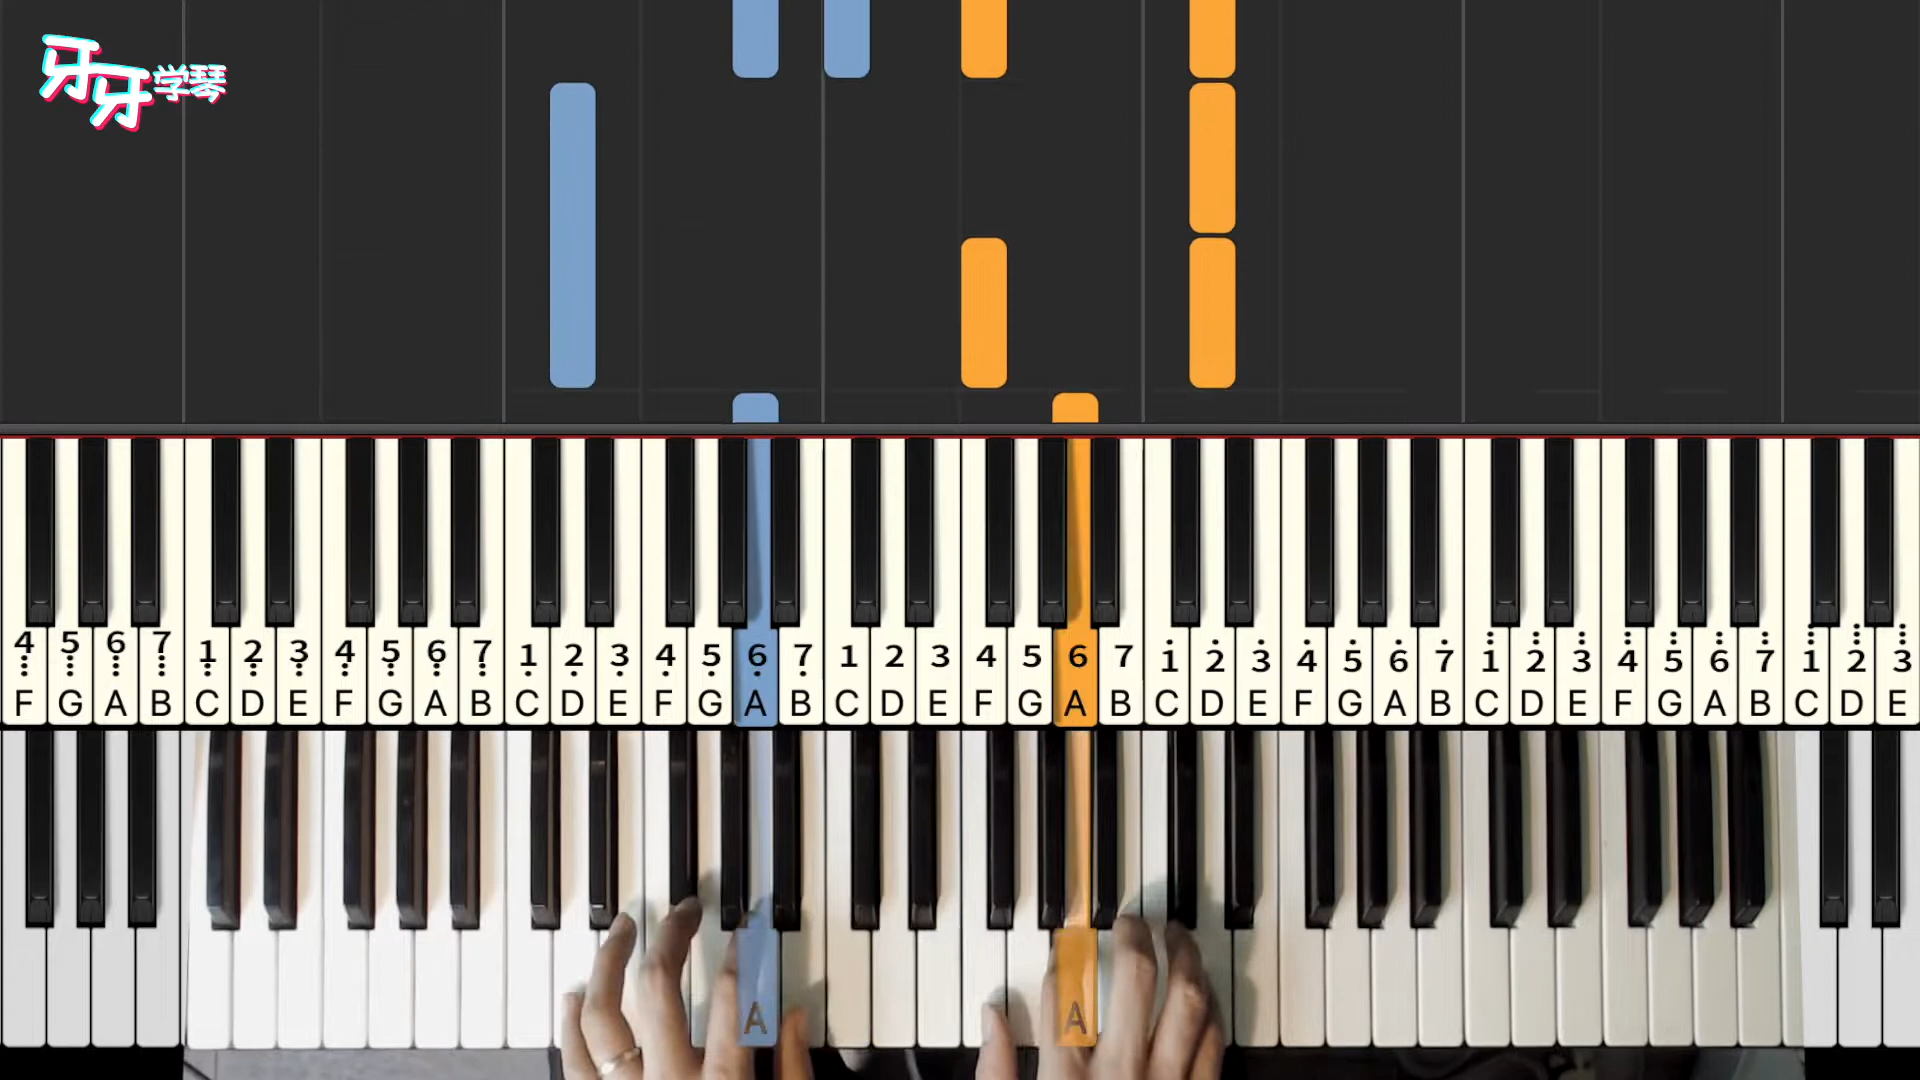 牙牙学琴
4 5 6 7 1 2 3 4 5 6 7 1 2 3 4 5 6 7 1 2 3 4 5 6 7 1 2 3 4 5 6 7 1 2 3 4 5 6 7 1 2 3
F G A B C D E F G A B C D E F G A B C D E F G A B C D E F G A B C D E F G A B C D E
A A